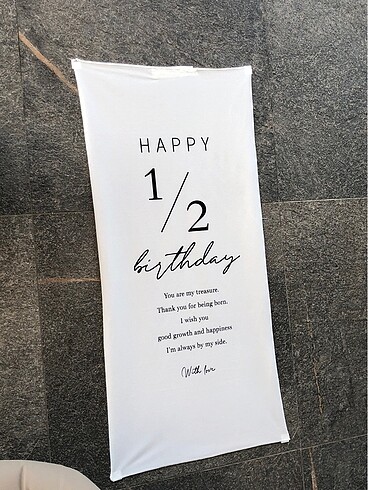 HAPPY
1/2
birthday
You are my treasure.
Thank you for being born.
I wish you
good growth and happiness
I'm always by my side.
With love